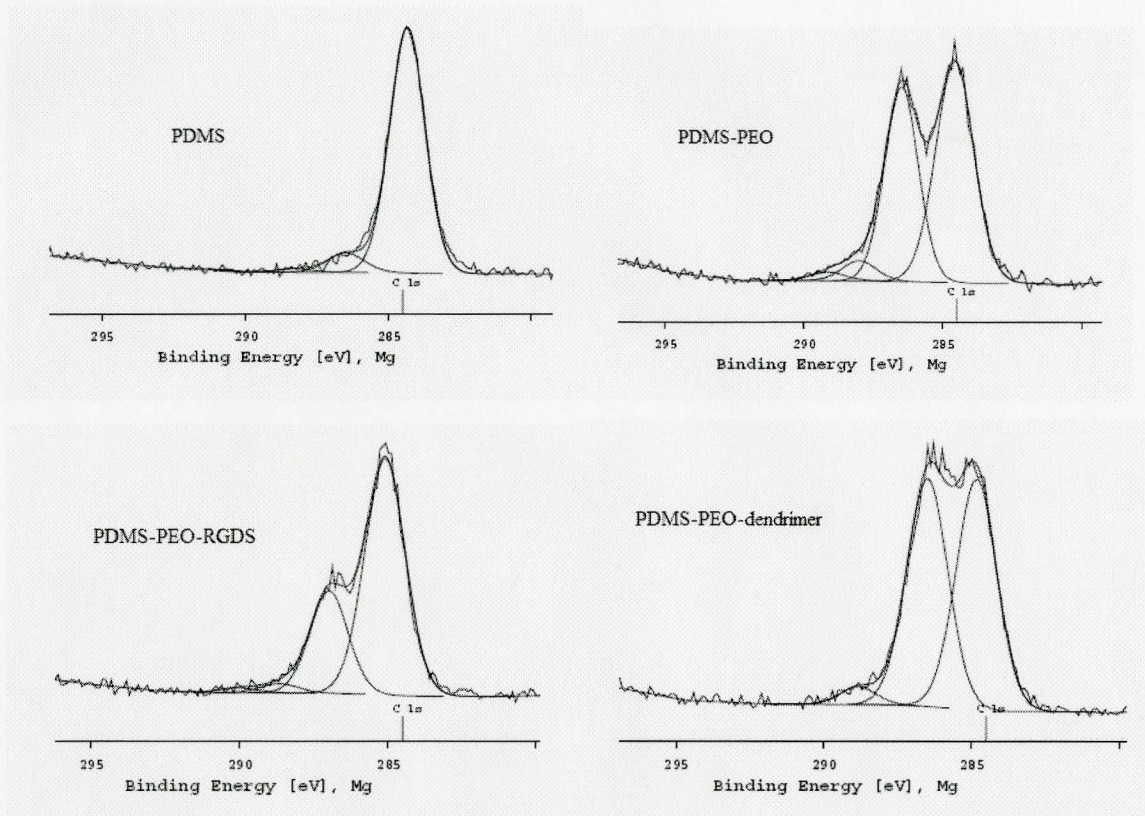 PDMS
C 1s
295 290 285
Binding Energy [eV], Mg
PDMS-PEO
C 1s
295 290 285
Binding Energy [eV], Mg
PDMS-PEO-RGDS
C 1s
295 290 285
Binding Energy [eV], Mg
PDMS-PEO-dendrimer
C 1s
295 290 285
Binding Energy [eV], Mg